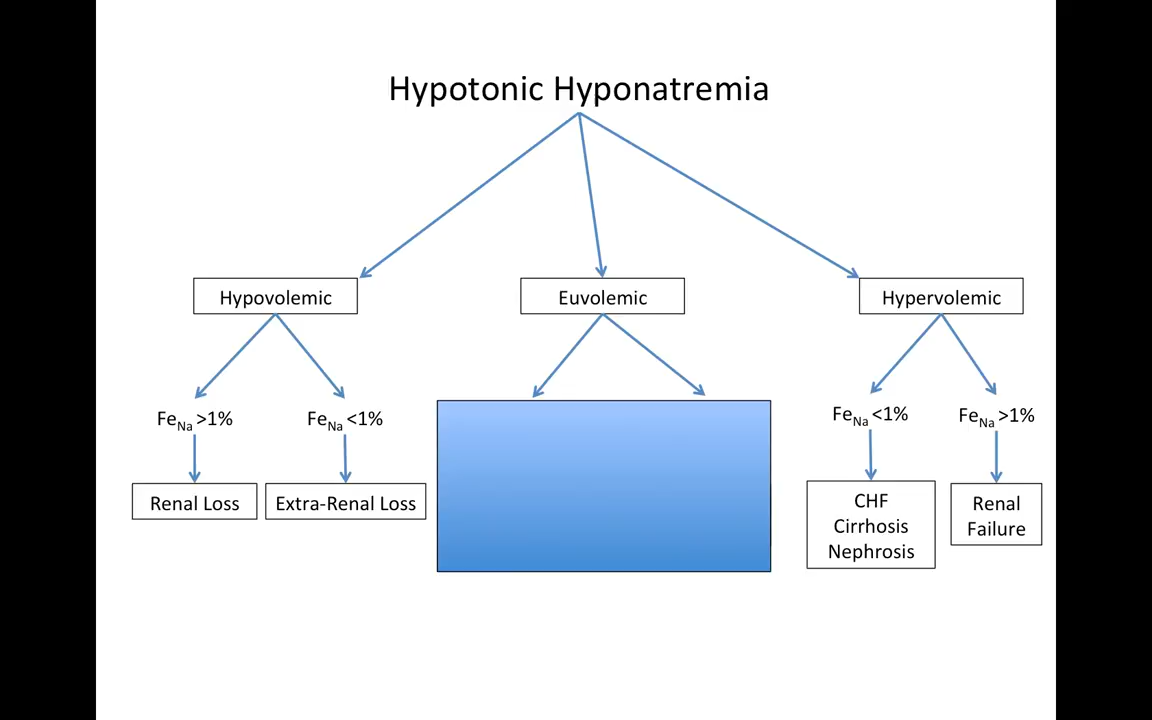 Hypotonic Hyponatremia
Hypovolemic
Euvolemic
Hypervolemic
FeNa >1%
FeNa <1%
FeNa <1%
FeNa >1%
Renal Loss
Extra-Renal Loss
CHF
Cirrhosis
Nephrosis
Renal
Failure